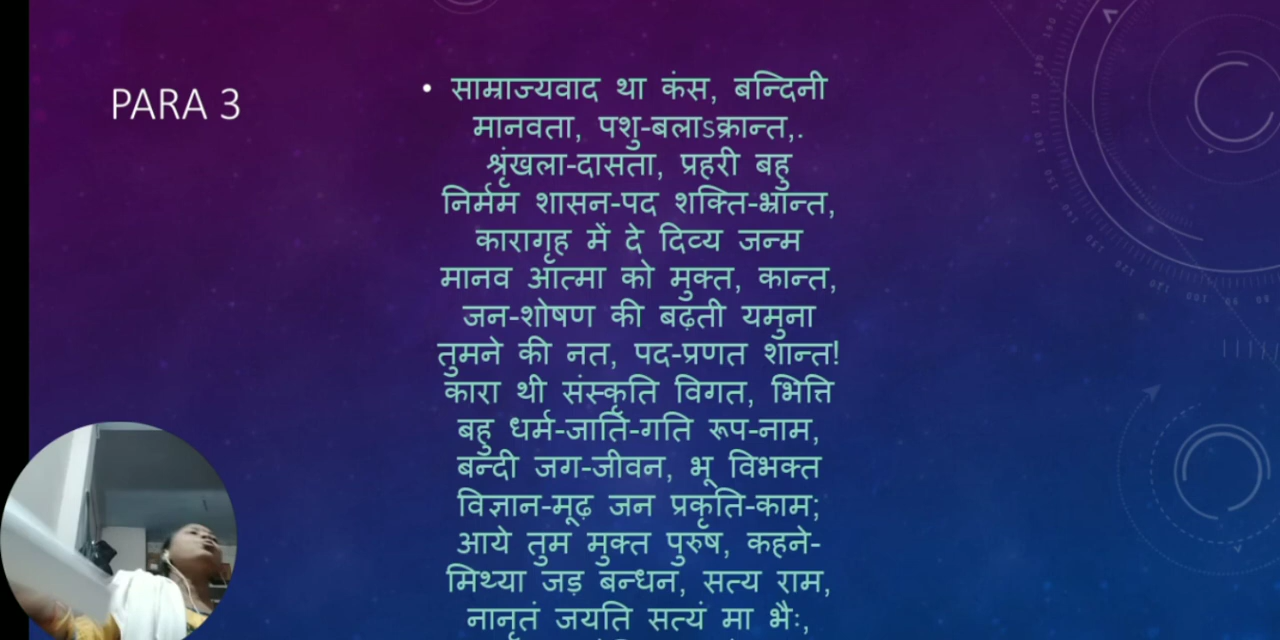 PARA 3
• साम्राज्यवाद था कंस, बन्दिनी
मानवता, पशु-बलाऽक्रान्त,.
श्रृंखला-दासता, प्रहरी बहु
निर्मम शासन-पद शक्ति-भ्रान्त,
कारागृह में दे दिव्य जन्म
मानव आत्मा को मुक्त, कान्त,
जन-शोषण की बढ़ती यमुना
तुमने की नत, पद-प्रणत शान्त!
कारा थी संस्कृति विगत, भित्ति
बहु धर्म-जाति-गति रूप-नाम,
बन्दी जग-जीवन, भू विभक्त
विज्ञान-मूढ़ जन प्रकृति-काम;
आये तुम मुक्त पुरुष, कहने-
मिथ्या जड़ बन्धन, सत्य राम,
नानृतं जयति सत्यं मा भैः,